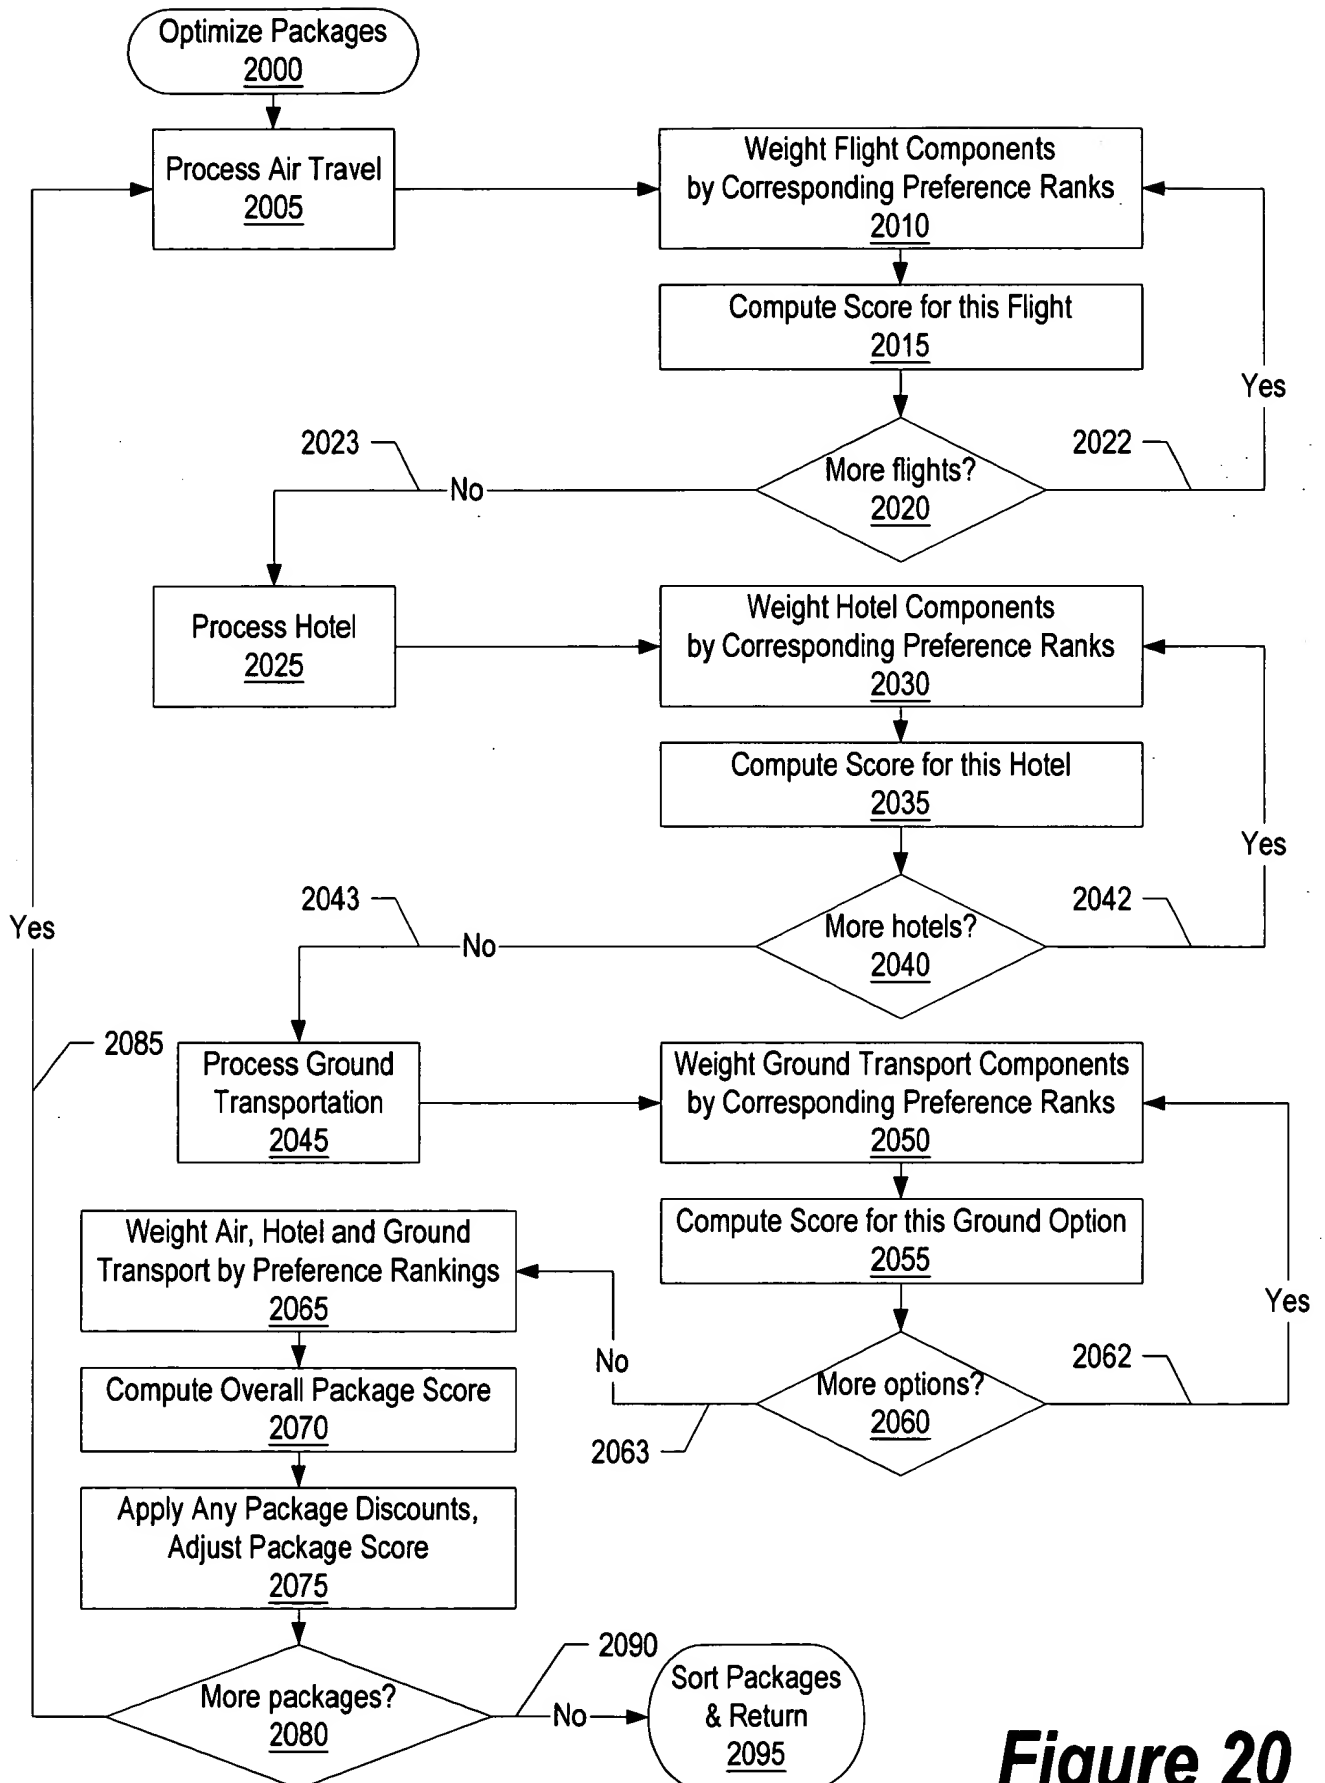 Optimize Packages
2000
Process Air Travel
2005
Weight Flight Components
by Corresponding Preference Ranks
2010
Compute Score for this Flight
2015
Yes
2023
No
More flights?
2020
2022
Process Hotel
2025
Weight Hotel Components
by Corresponding Preference Ranks
2030
Compute Score for this Hotel
2035
Yes
2043
No
More hotels?
2040
2042
Yes
2085
Process Ground
Transportation
2045
Weight Ground Transport Components
by Corresponding Preference Ranks
2050
Compute Score for this Ground Option
2055
Yes
Weight Air, Hotel and Ground
Transport by Preference Rankings
2065
No
2063
More options?
2060
2062
Compute Overall Package Score
2070
Apply Any Package Discounts,
Adjust Package Score
2075
More packages?
2080
2090
No
Sort Packages
& Return
2095
Figure 20